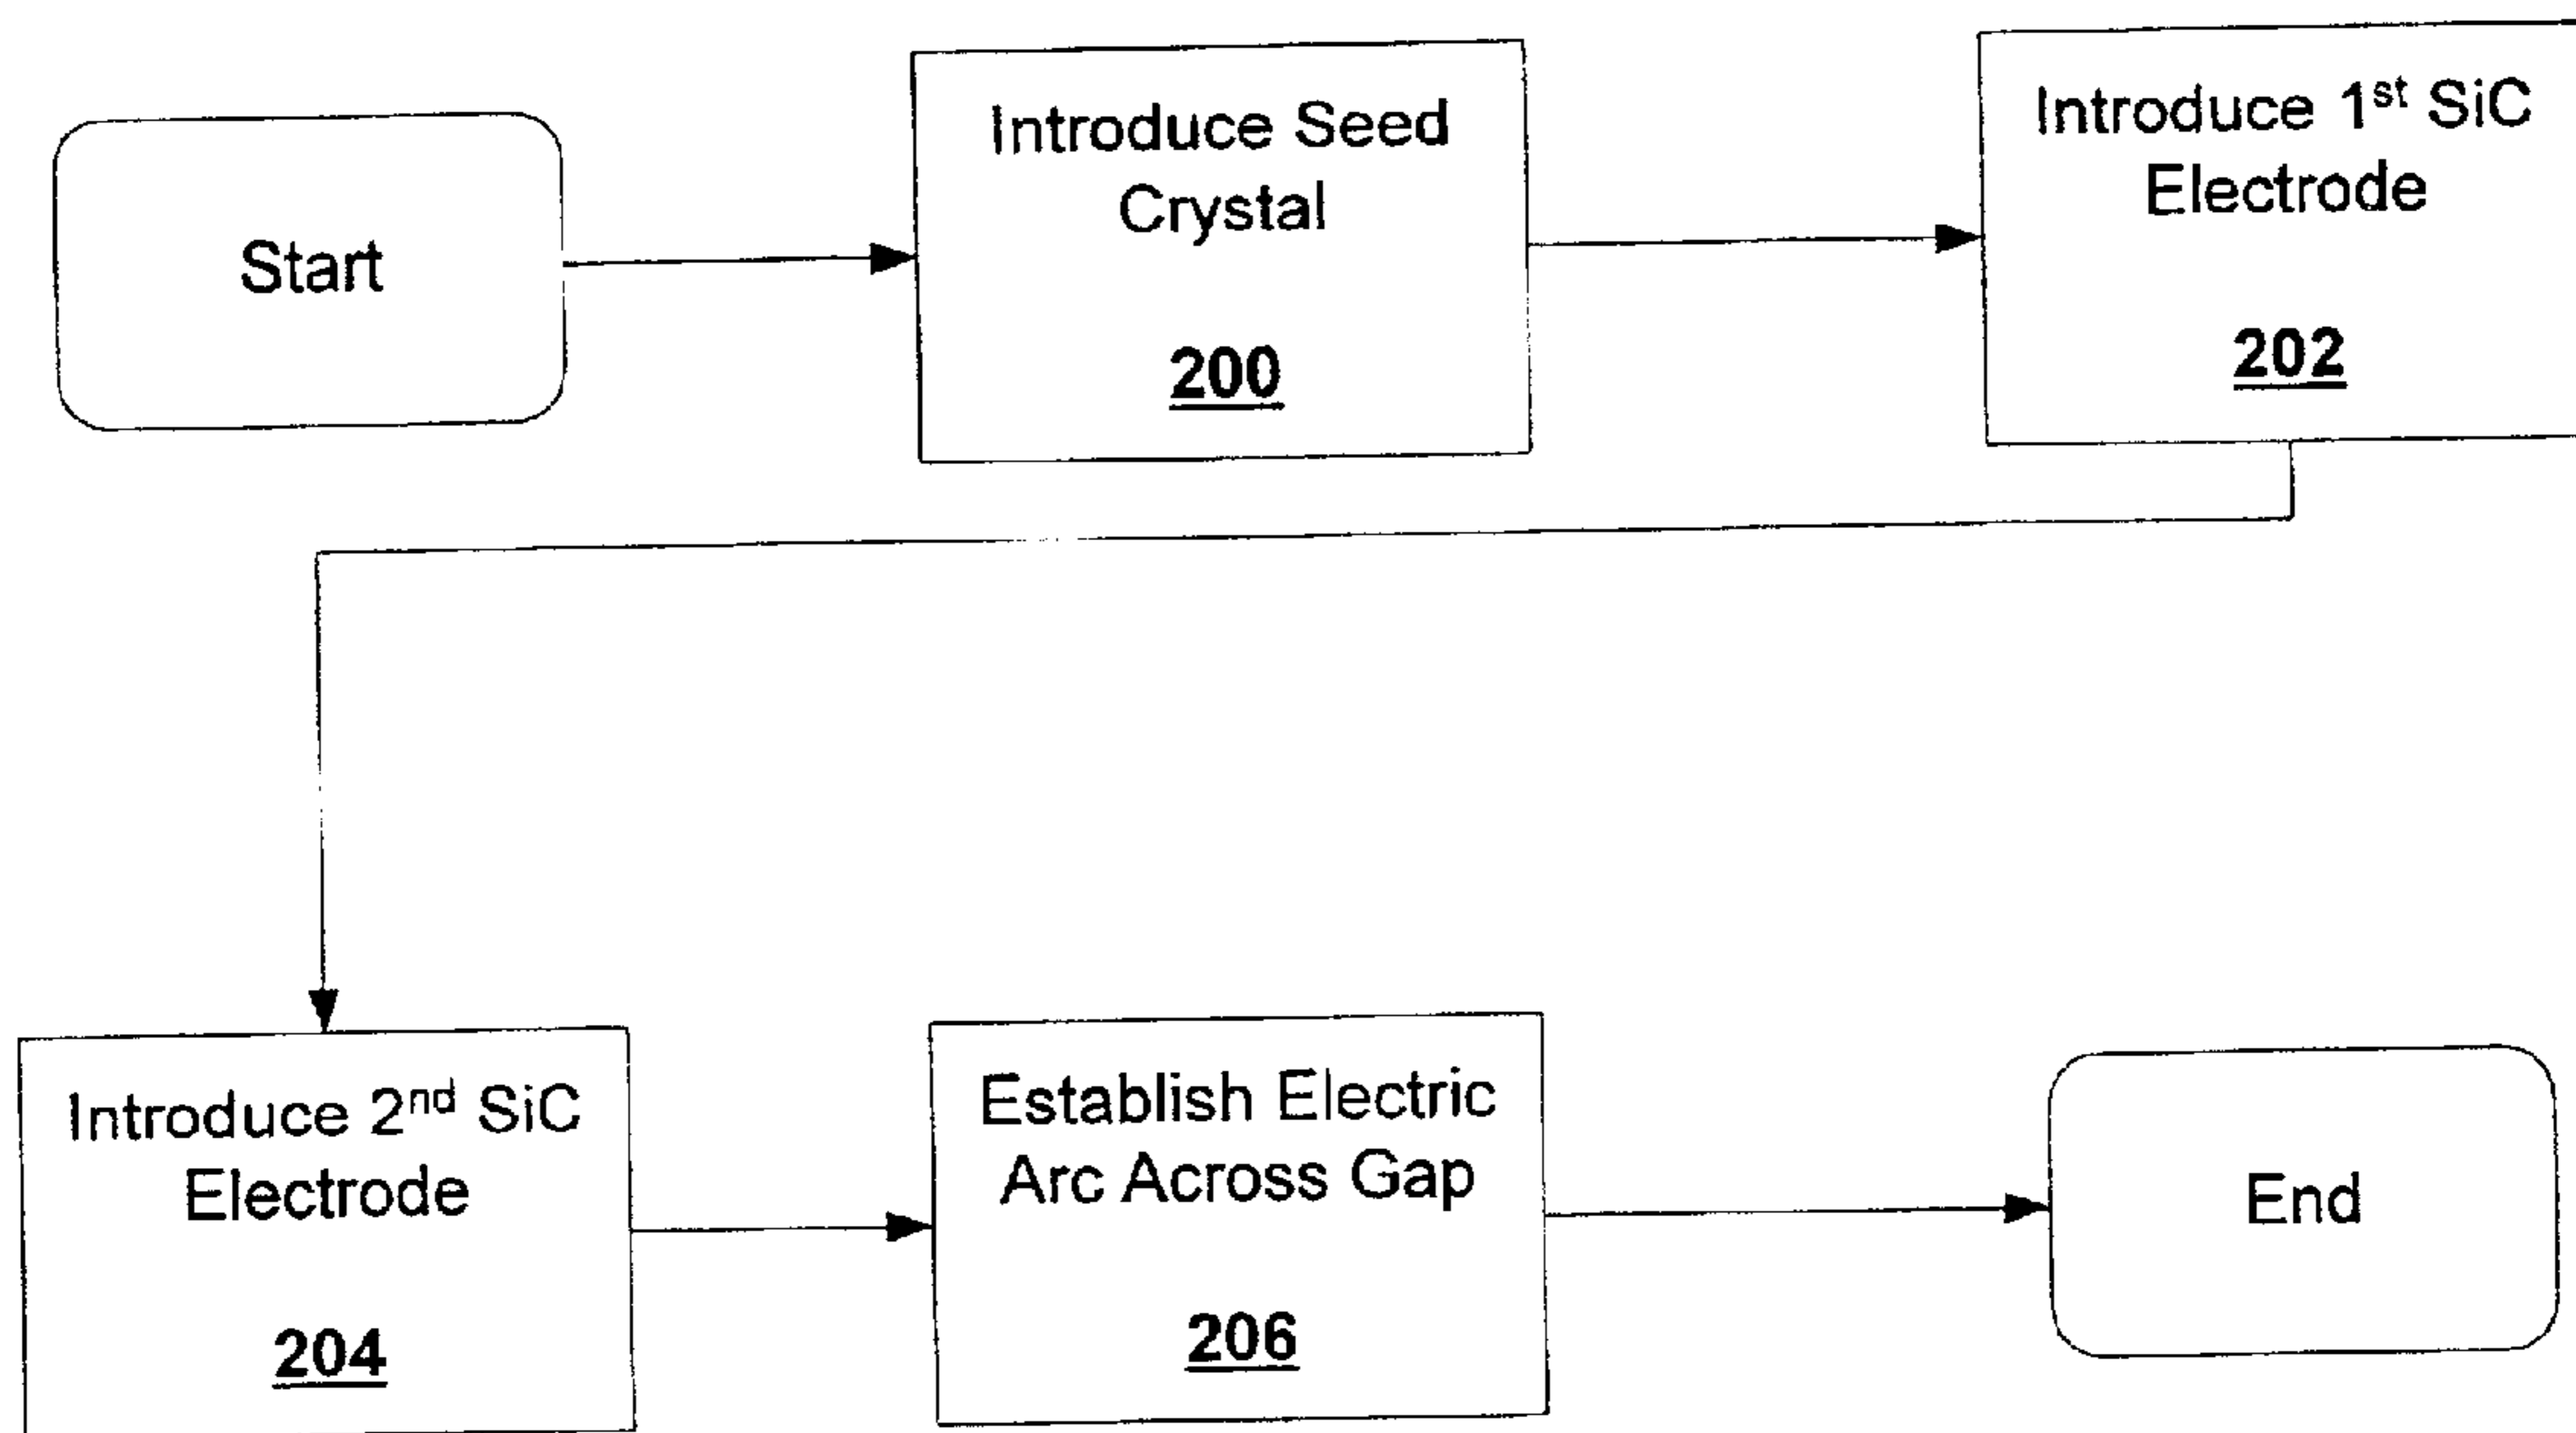 Start
Introduce Seed
Crystal
200
Introduce 1st SiC
Electrode
202
Introduce 2nd SiC
Electrode
204
Establish Electric
Arc Across Gap
206
End